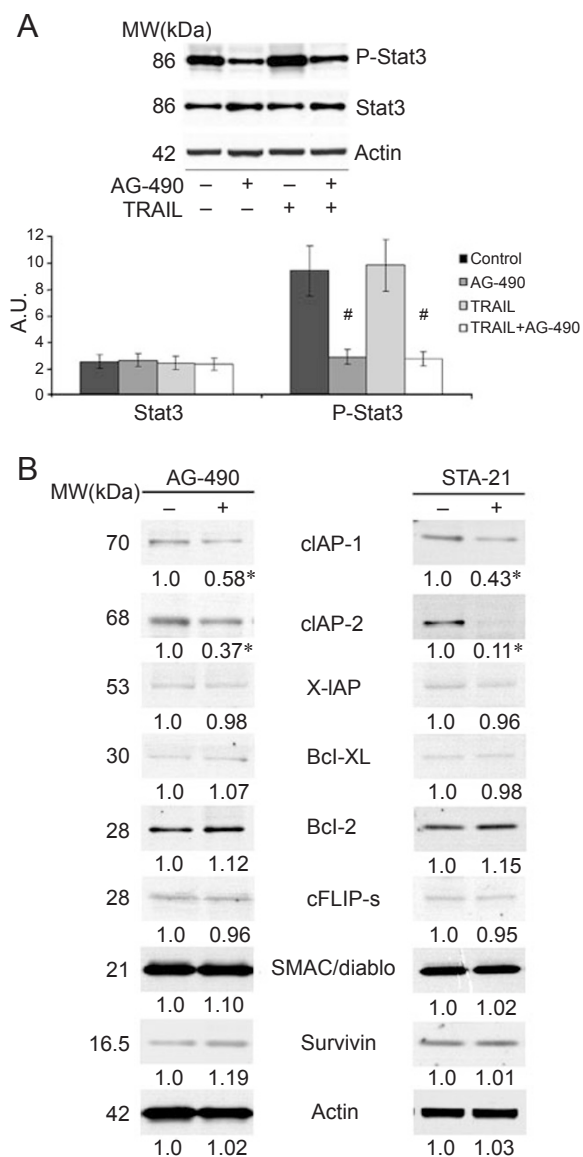 A
MW(kDa)
86 P-Stat3
86 Stat3
42 Actin
AG-490 – + – +
TRAIL – – + +
12
10
8
6
4
2
0
A.U.
# #
Control
AG-490
TRAIL
TRAIL+AG-490
Stat3 P-Stat3
B
MW(kDa) AG-490 STA-21
– + – +
70 cIAP-1
1.0 0.58* 1.0 0.43*
68 cIAP-2
1.0 0.37* 1.0 0.11*
53 X-IAP
1.0 0.98 1.0 0.96
30 Bcl-XL
1.0 1.07 1.0 0.98
28 Bcl-2
1.0 1.12 1.0 1.15
28 cFLIP-s
1.0 0.96 1.0 0.95
21 SMAC/diablo
1.0 1.10 1.0 1.02
16.5 Survivin
1.0 1.19 1.0 1.01
42 Actin
1.0 1.02 1.0 1.03